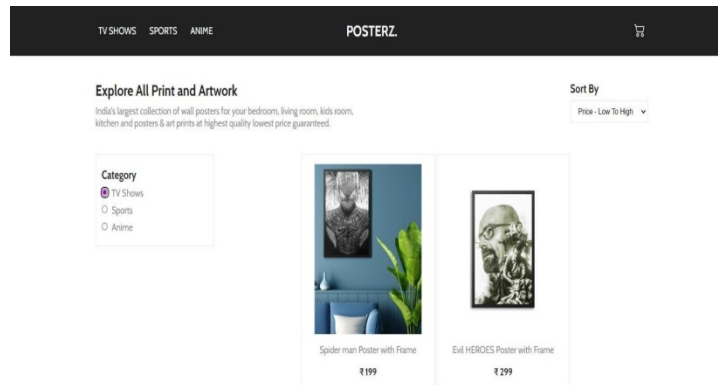 TV SHOWS SPORTS ANIME POSTERZ.
Explore All Print and Artwork
India's largest collection of wall posters for your bedroom, living room, kids room,
kitchen and posters & art prints at highest quality lowest price guaranteed.
Sort By
Price - Low To High
Category
TV Shows
Sports
Anime
Spider man Poster with Frame
₹199
Evil HEROES Poster with Frame
₹ 299